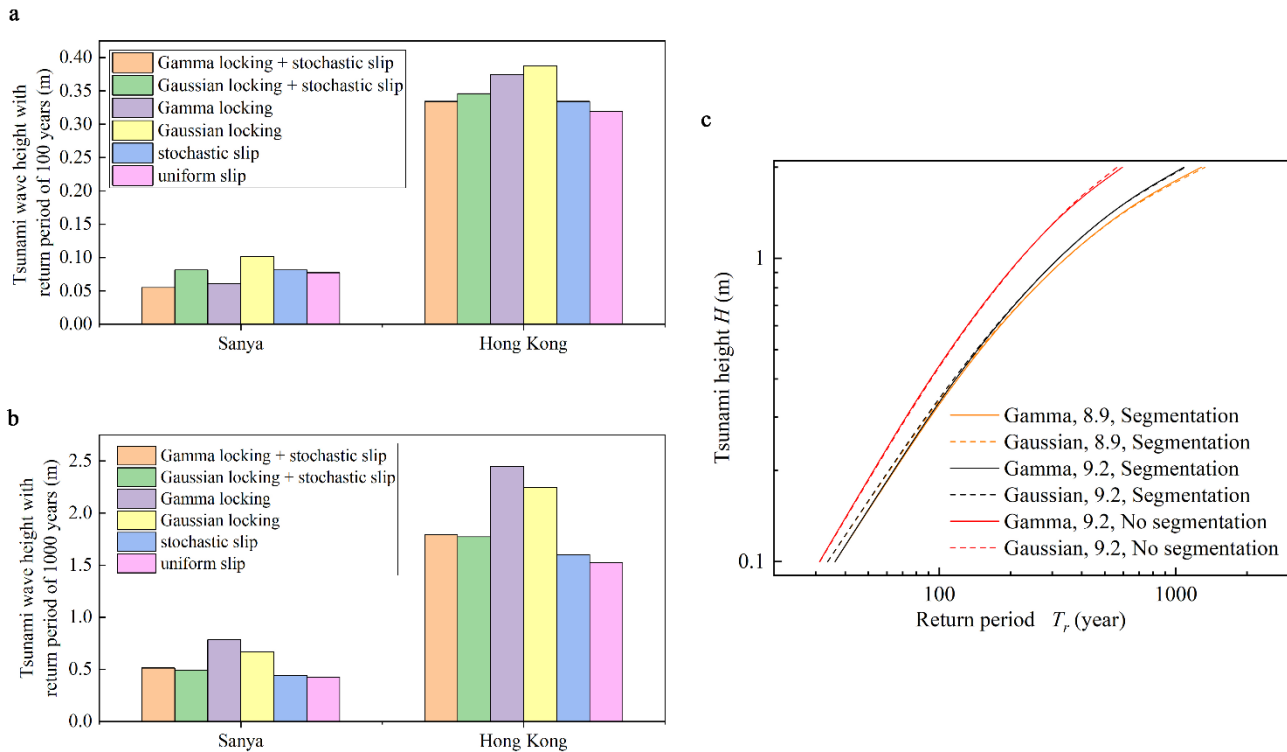 a
Tsunami wave height with
return period of 100 years (m)
0.40
0.35
0.30
0.25
0.20
0.15
0.10
0.05
0.00
Gamma locking + stochastic slip
Gaussian locking + stochastic slip
Gamma locking
Gaussian locking
stochastic slip
uniform slip
Sanya
Hong Kong
b
Tsunami wave height with
return period of 1000 years (m)
2.5
2.0
1.5
1.0
0.5
0.0
Gamma locking + stochastic slip
Gaussian locking + stochastic slip
Gamma locking
Gaussian locking
stochastic slip
uniform slip
Sanya
Hong Kong
c
Tsunami height H (m)
1
0.1
Gamma, 8.9, Segmentation
Gaussian, 8.9, Segmentation
Gamma, 9.2, Segmentation
Gaussian, 9.2, Segmentation
Gamma, 9.2, No segmentation
Gaussian, 9.2, No segmentation
100
1000
Return period Tr (year)